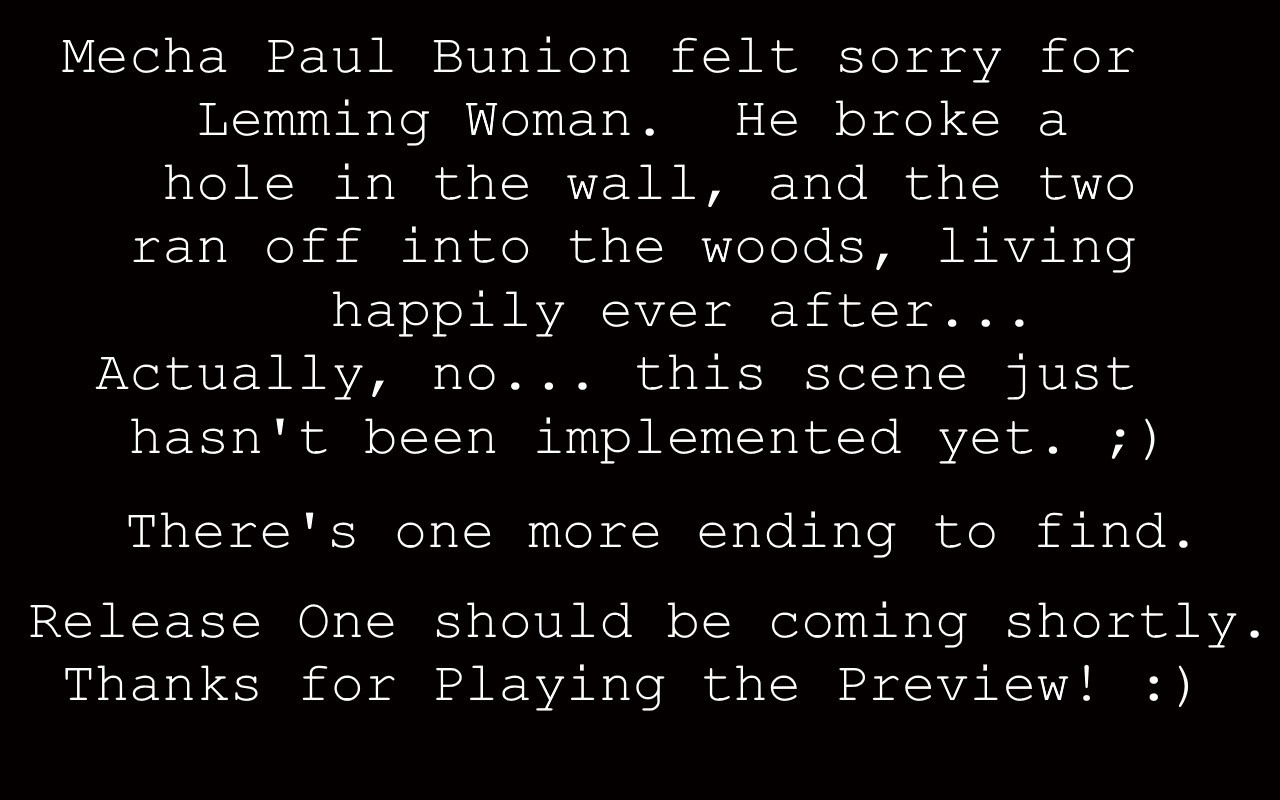 Mecha Paul Bunion felt sorry for
Lemming Woman.  He broke a
hole in the wall, and the two
ran off into the woods, living
happily ever after...
Actually, no... this scene just
hasn't been implemented yet. ;)
There's one more ending to find.
Release One should be coming shortly.
Thanks for Playing the Preview! :)